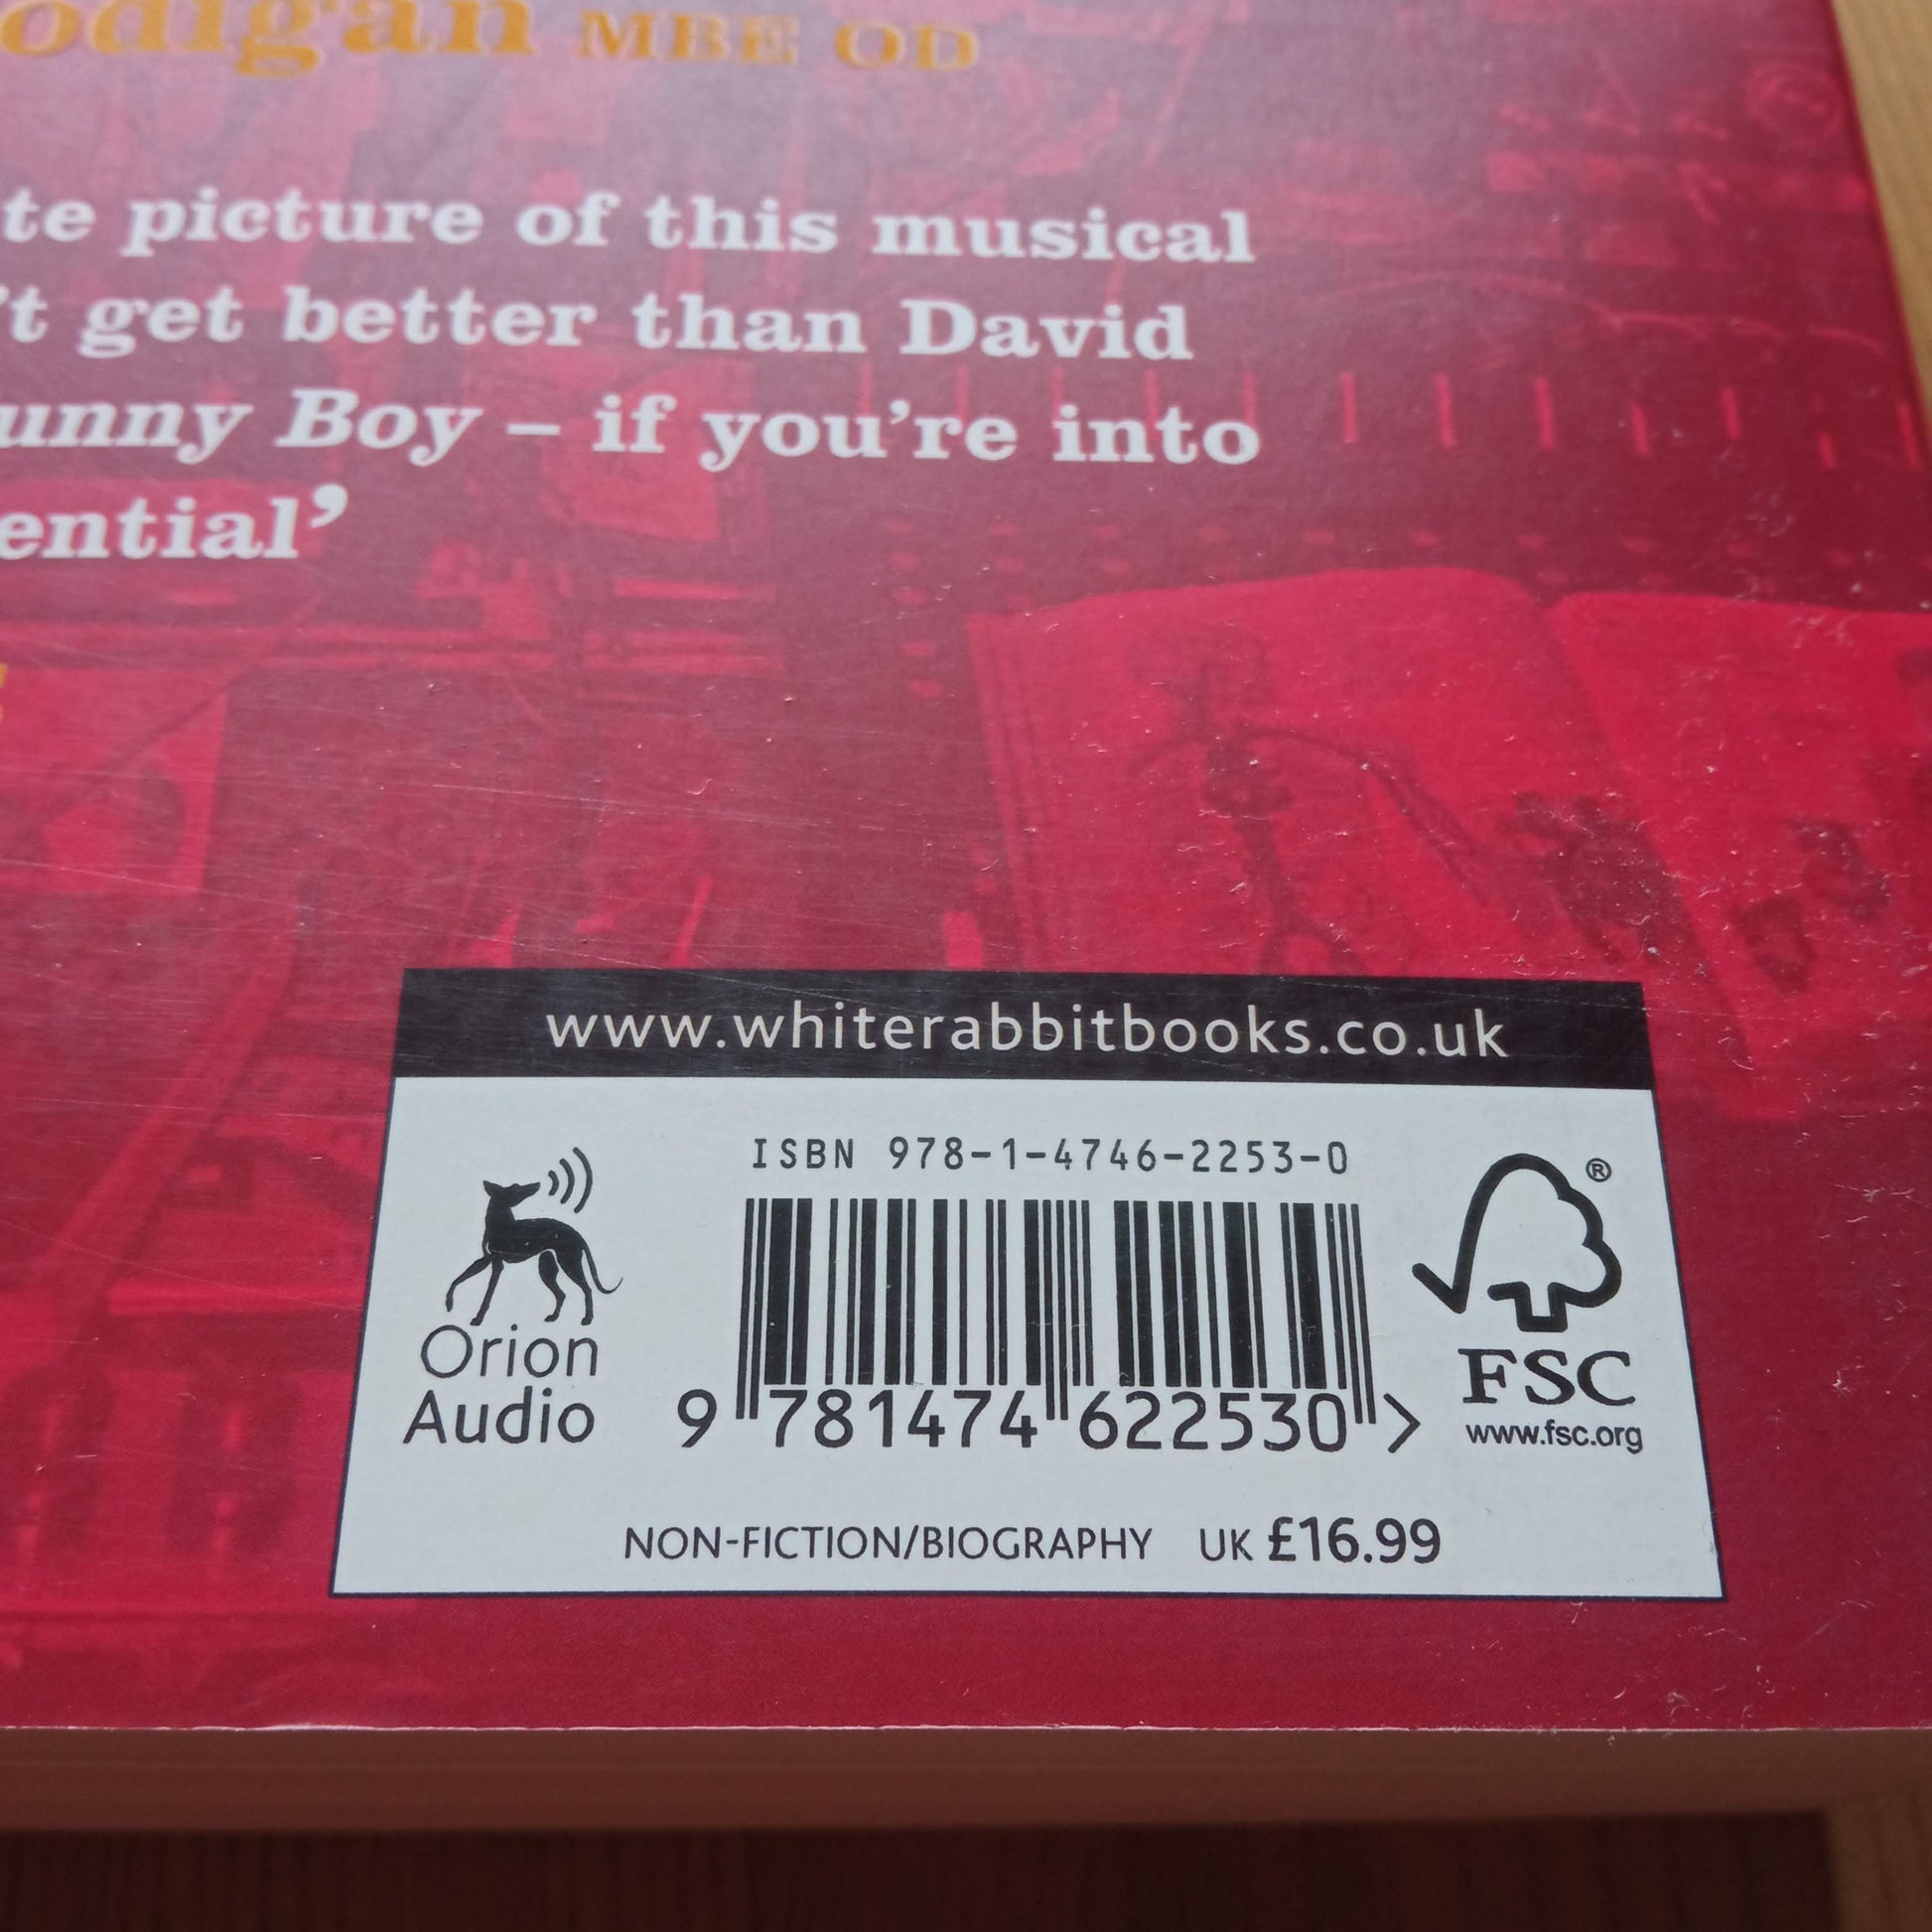 odigan MBE OD
te picture of this musical
't get better than David
unny Boy – if you're into
ential'
www.whiterabbitbooks.co.uk
ISBN 978-1-4746-2253-0
®
Orion
Audio
9 781474 622530 >
FSC
www.fsc.org
NON-FICTION/BIOGRAPHY UK £16.99